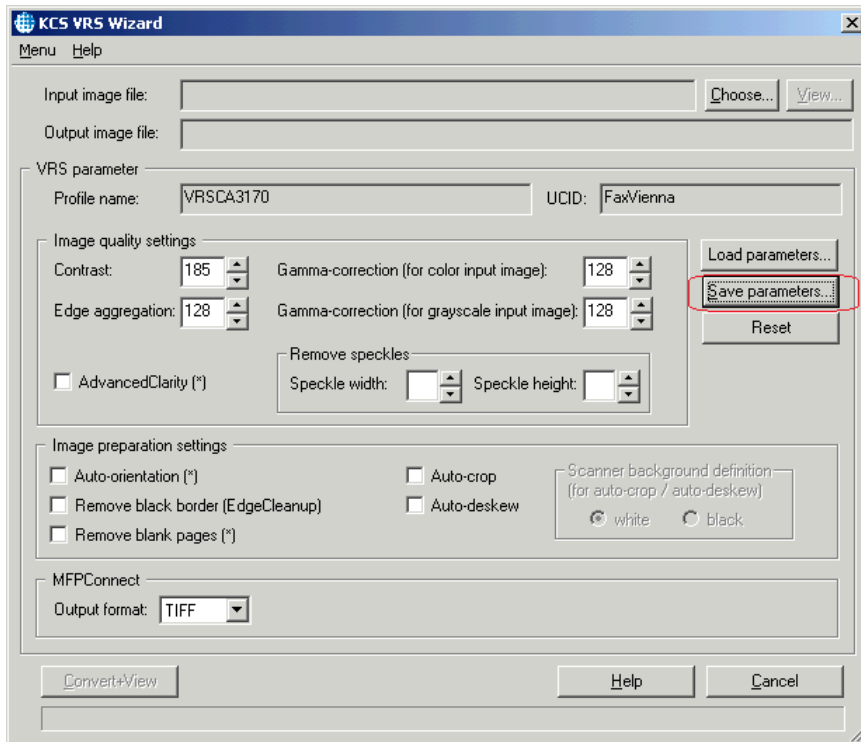 KCS VRS Wizard
Menu Help
Input image file: Choose... View...
Output image file:
VRS parameter
Profile name: VRSCA3170 UCID: FaxVienna
Image quality settings
Contrast: 185 Gamma-correction (for color input image): 128 Load parameters...
Edge aggregation: 128 Gamma-correction (for grayscale input image): 128 Save parameters...
Reset
Remove speckles
AdvancedClarity (*) Speckle width: Speckle height:
Image preparation settings
Auto-orientation (*) Auto-crop Scanner background definition
Remove black border (EdgeCleanup) Auto-deskew (for auto-crop / auto-deskew)
Remove blank pages (*) white black
MFPConnect
Output format: TIFF
Convert+View Help Cancel